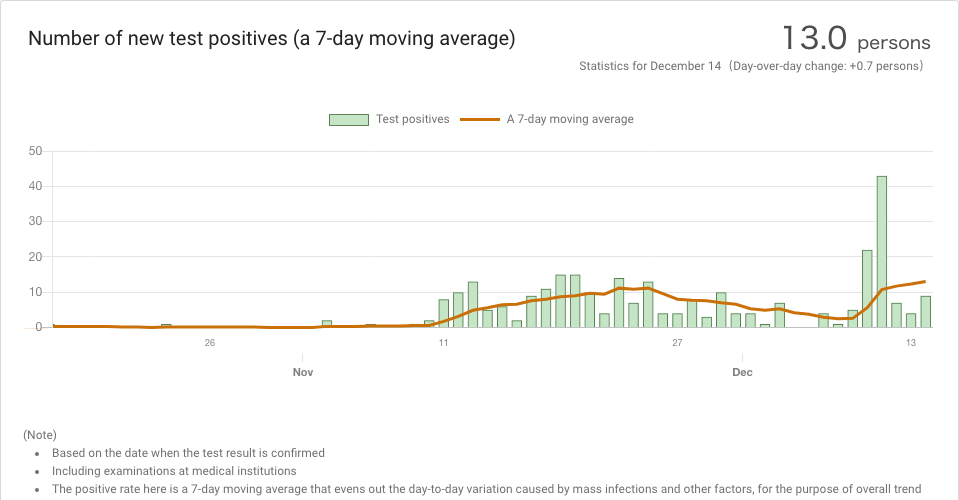 Number of new test positives (a 7-day moving average)
13.0 persons
Statistics for December 14 (Day-over-day change: +0.7 persons)
Test positives A 7-day moving average
50
40
30
20
10
0
26 11 27 13
Nov Dec
(Note)
• Based on the date when the test result is confirmed
• Including examinations at medical institutions
• The positive rate here is a 7-day moving average that evens out the day-to-day variation caused by mass infections and other factors, for the purpose of overall trend